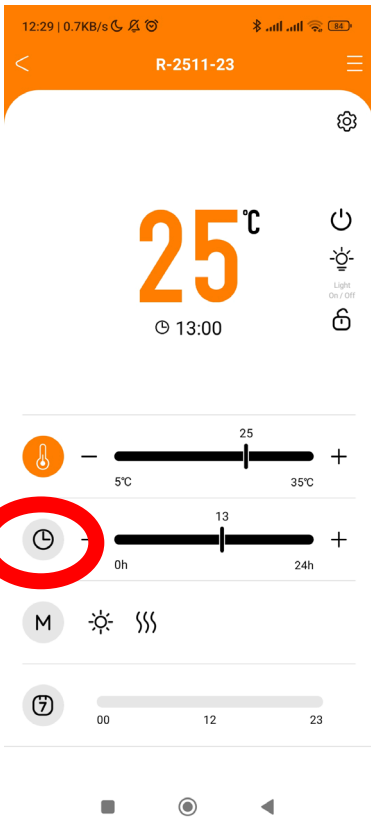 12:29 | 0.7KB/s
84
R-2511-23
25°C
13:00
Light
On / Off
25
5℃
35℃
13
0h
24h
M
7
00
12
23